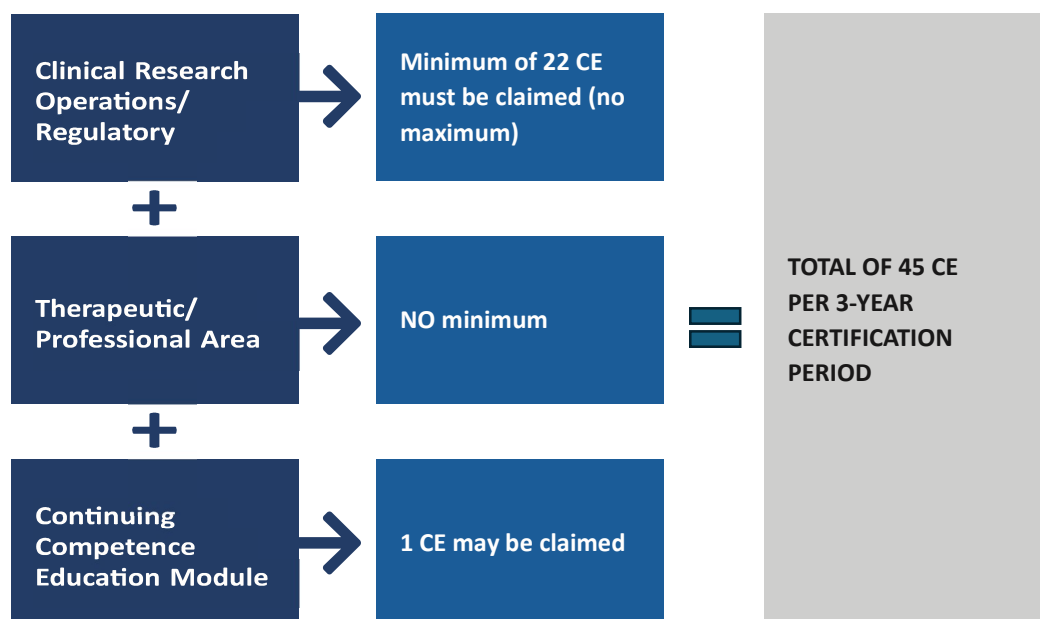 Clinical Research
Operations/
Regulatory
Minimum of 22 CE
must be claimed (no
maximum)
+
Therapeutic/
Professional Area
NO minimum
=
TOTAL OF 45 CE
PER 3-YEAR
CERTIFICATION
PERIOD
+
Continuing
Competence
Education Module
1 CE may be claimed